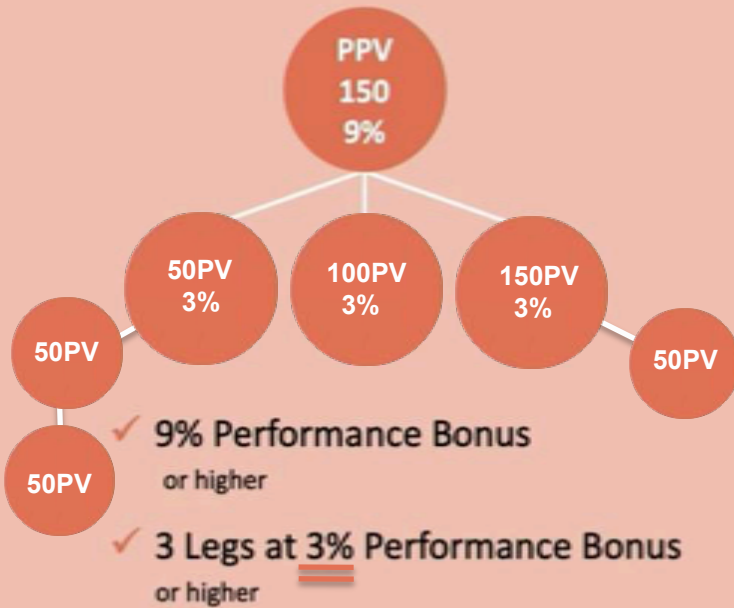 PPV
150
9%
50PV
3%
100PV
3%
150PV
3%
50PV
50PV
50PV
✓ 9% Performance Bonus
or higher
✓ 3 Legs at 3% Performance Bonus
or higher